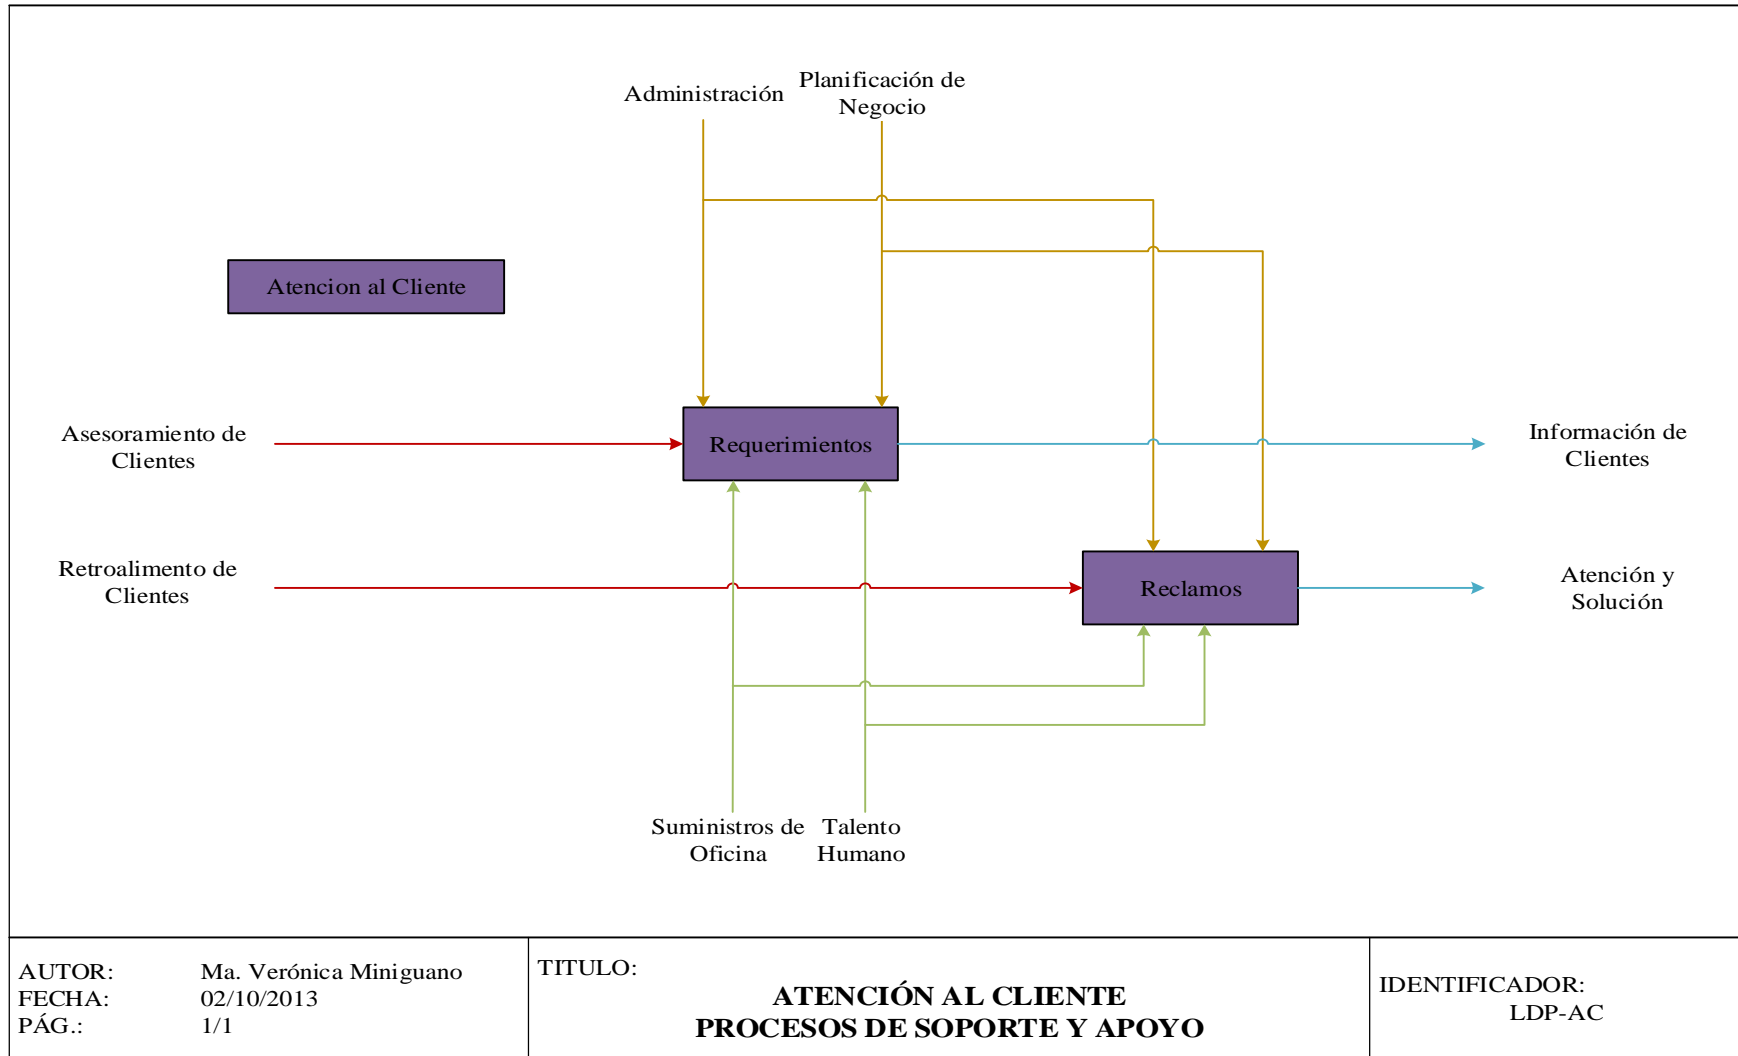 Administración
Planificación de
Negocio
Atencion al Cliente
Asesoramiento de
Clientes
Requerimientos
Información de
Clientes
Retroalimento de
Clientes
Reclamos
Atención y
Solución
Suministros de
Oficina
Talento
Humano
AUTOR: Ma. Verónica Miniguano
FECHA: 02/10/2013
PÁG.: 1/1
TITULO:
ATENCIÓN AL CLIENTE
PROCESOS DE SOPORTE Y APOYO
IDENTIFICADOR:
LDP-AC